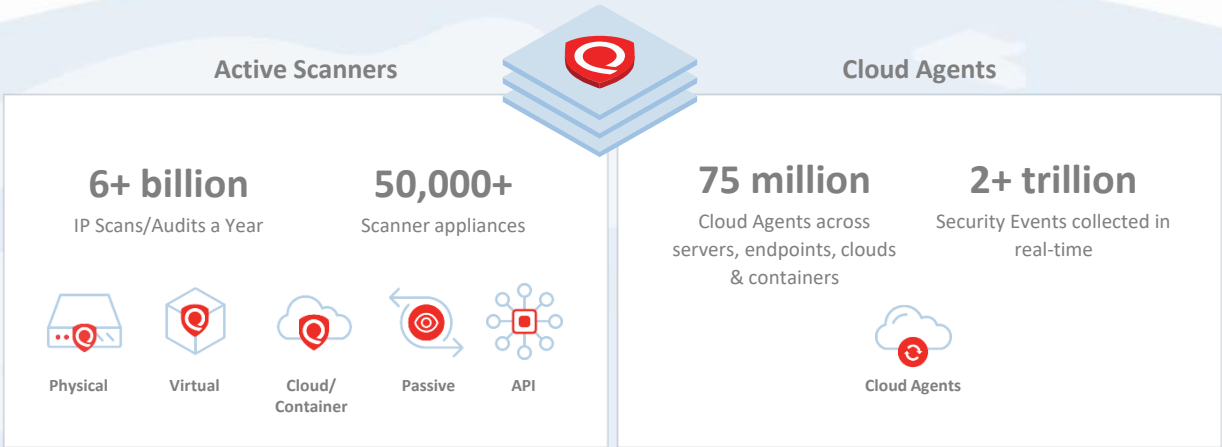 Active Scanners
6+ billion
IP Scans/Audits a Year
50,000+
Scanner appliances
Physical
Virtual
Cloud/
Container
Passive
API
Cloud Agents
75 million
Cloud Agents across
servers, endpoints, clouds
& containers
2+ trillion
Security Events collected in
real-time
Cloud Agents